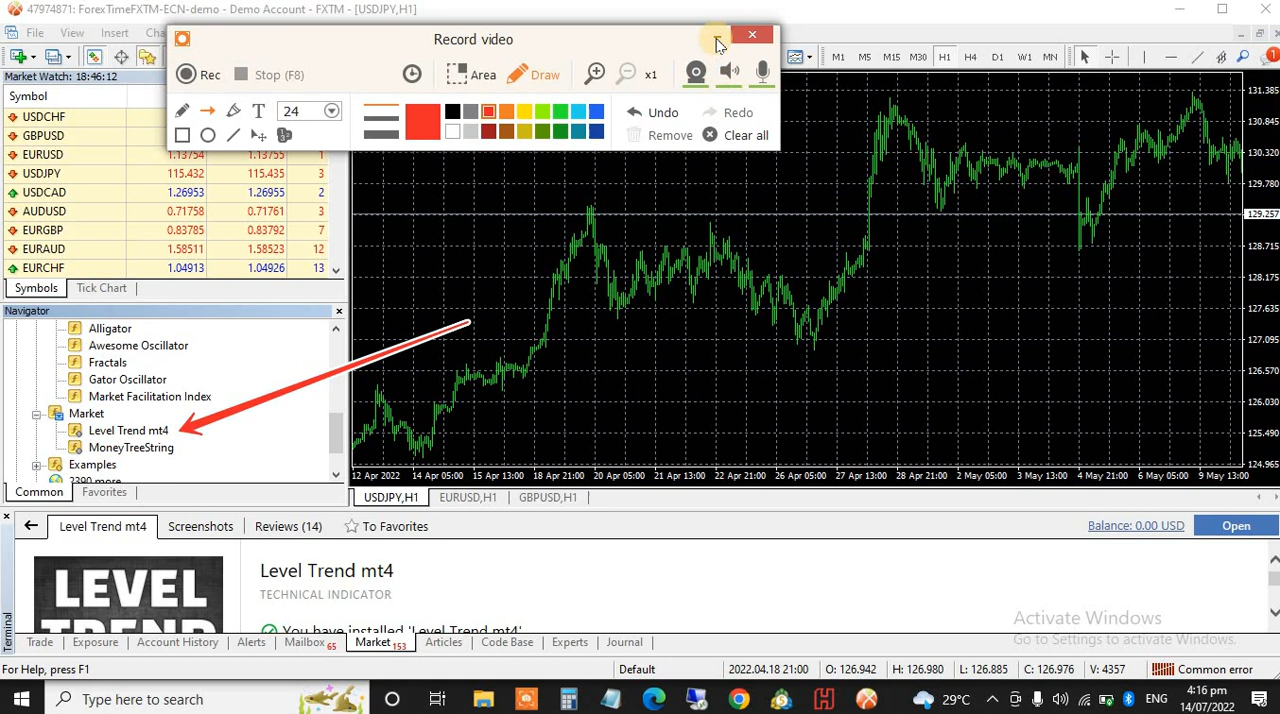 47974871: ForexTimeFXTM-ECN-demo - Demo Account - FXTM - [USDJPY,H1]
File View Insert
Record video
Rec Stop (F8) Area Draw x1
M1 M5 M15 M30 H1 H4 D1 W1 MN
T 24 Undo Redo
Remove Clear all
Market Watch: 18:46:12
Symbol
USDCHF
GBPUSD
EURUSD 1.13754 1.13755 1
USDJPY 115.432 115.435 3
USDCAD 1.26953 1.26955 2
AUDUSD 0.71758 0.71761 3
EURGBP 0.83785 0.83792 7
EURAUD 1.58511 1.58523 12
EURCHF 1.04913 1.04926 13
Symbols Tick Chart
Navigator
Alligator
Awesome Oscillator
Fractals
Gator Oscillator
Market Facilitation Index
Market
Level Trend mt4
MoneyTreeString
Examples
2390 more
Common Favorites
131.385
130.845
130.320
129.780
129.257
128.715
128.175
127.635
127.095
126.570
126.030
125.490
124.965
12 Apr 2022 14 Apr 05:00 15 Apr 13:00 18 Apr 21:00 20 Apr 05:00 21 Apr 13:00 22 Apr 21:00 26 Apr 05:00 27 Apr 13:00 28 Apr 21:00 2 May 05:00 3 May 13:00 4 May 21:00 6 May 05:00 9 May 13:00
USDJPY,H1 EURUSD,H1 GBPUSD,H1
Level Trend mt4 Screenshots Reviews (14) To Favorites Balance: 0.00 USD Open
LEVEL
TREND
Level Trend mt4
TECHNICAL INDICATOR
You have installed 'Level Trend mt4'
Activate Windows
Go to Settings to activate Windows.
Terminal
Trade Exposure Account History Alerts Mailbox 65 Market 153 Articles Code Base Experts Journal
For Help, press F1 Default 2022.04.18 21:00 O: 126.942 H: 126.980 L: 126.885 C: 126.976 V: 4357 Common error
Type here to search 29°C ENG 4:16 pm
14/07/2022